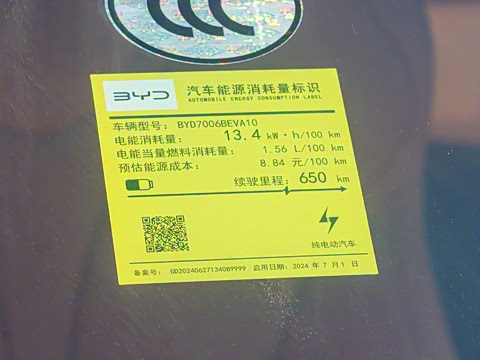 CCC
BYD
汽车能源消耗量标识
AUTOMOBILE ENERGY CONSUMPTION LABEL
车辆型号: BYD7006BEVA10
电能消耗量: 13.4 kW·h/100 km
电能当量燃料消耗量: 1.56 L/100 km
预估能源成本: 8.84 元/100 km
续驶里程: 650 km
纯电动汽车
备案号: GD20240627134089999 启用日期: 2024 年 7 月 1 日